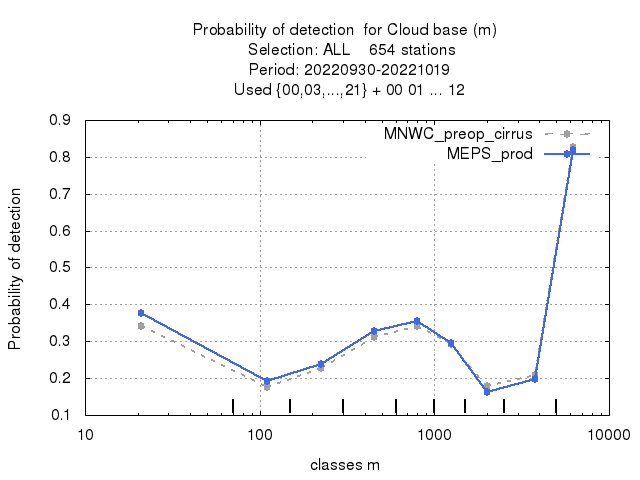 Probability of detection  for Cloud base (m)
Selection: ALL    654 stations
Period: 20220930-20221019
Used {00,03,...,21} + 00 01 ... 12
MNWC_preop_cirrus
MEPS_prod
Probability of detection
0.9
0.8
0.7
0.6
0.5
0.4
0.3
0.2
0.1
10
100
1000
10000
classes m